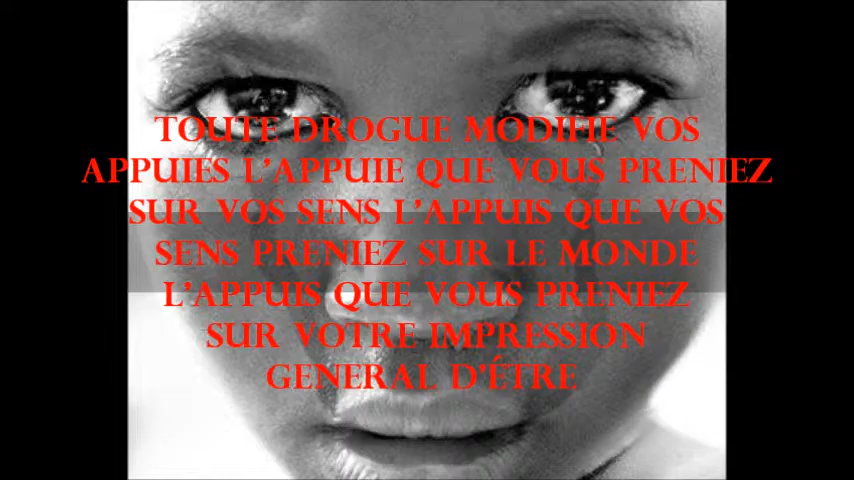 TOUTE DROGUE MODIFIE VOS
APPUIES L'APPUIE QUE VOUS PRENIEZ
SUR VOS SENS L'APPUIS QUE VOS
SENS PRENIEZ SUR LE MONDE
L'APPUIS QUE VOUS PRENIEZ
SUR VOTRE IMPRESSION
GENERAL D'ÉTRE